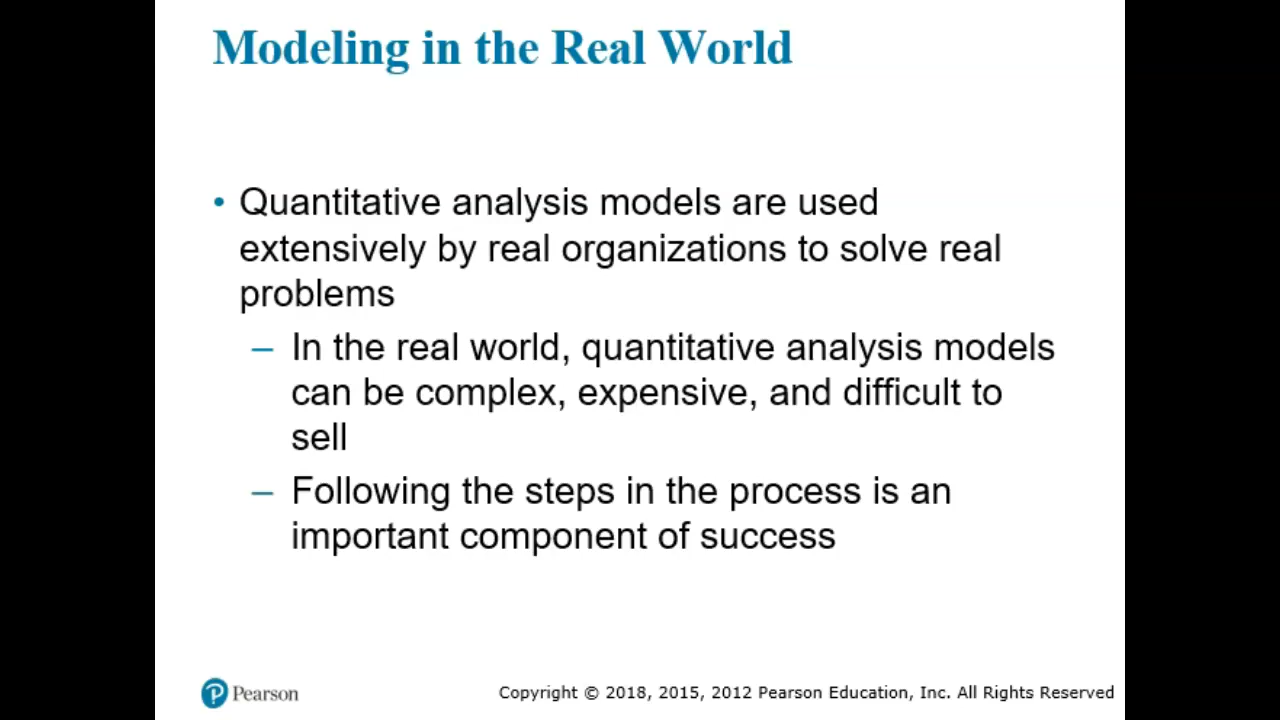 Modeling in the Real World
• Quantitative analysis models are used
extensively by real organizations to solve real
problems
– In the real world, quantitative analysis models
can be complex, expensive, and difficult to
sell
– Following the steps in the process is an
important component of success
P Pearson
Copyright © 2018, 2015, 2012 Pearson Education, Inc. All Rights Reserved